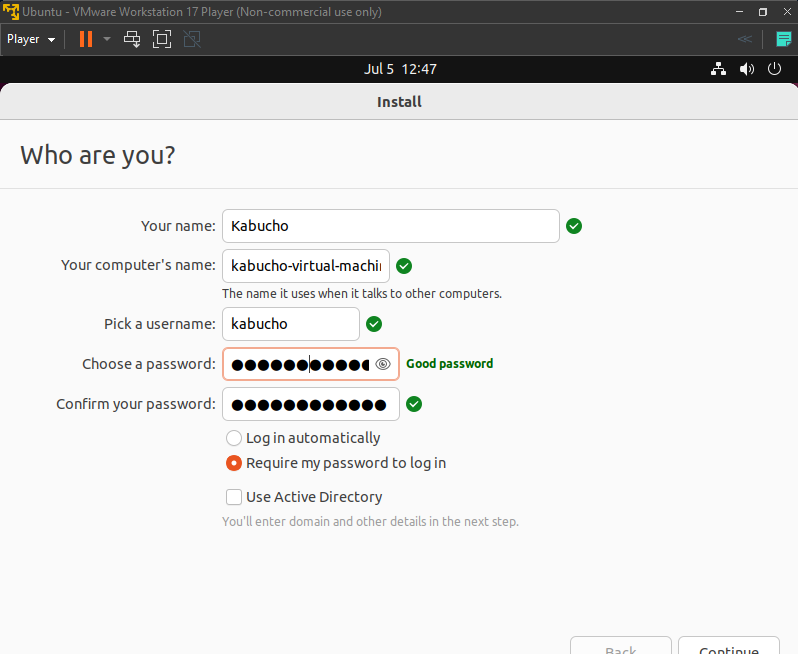 Ubuntu - VMware Workstation 17 Player (Non-commercial use only)
Player
Jul 5 12:47
Install
Who are you?
Your name: Kabucho
Your computer's name: kabucho-virtual-machin
The name it uses when it talks to other computers.
Pick a username: kabucho
Choose a password: ●●●●●●●●●●● Good password
Confirm your password: ●●●●●●●●●●●●
Log in automatically
Require my password to log in
Use Active Directory
You'll enter domain and other details in the next step.
Back Continue